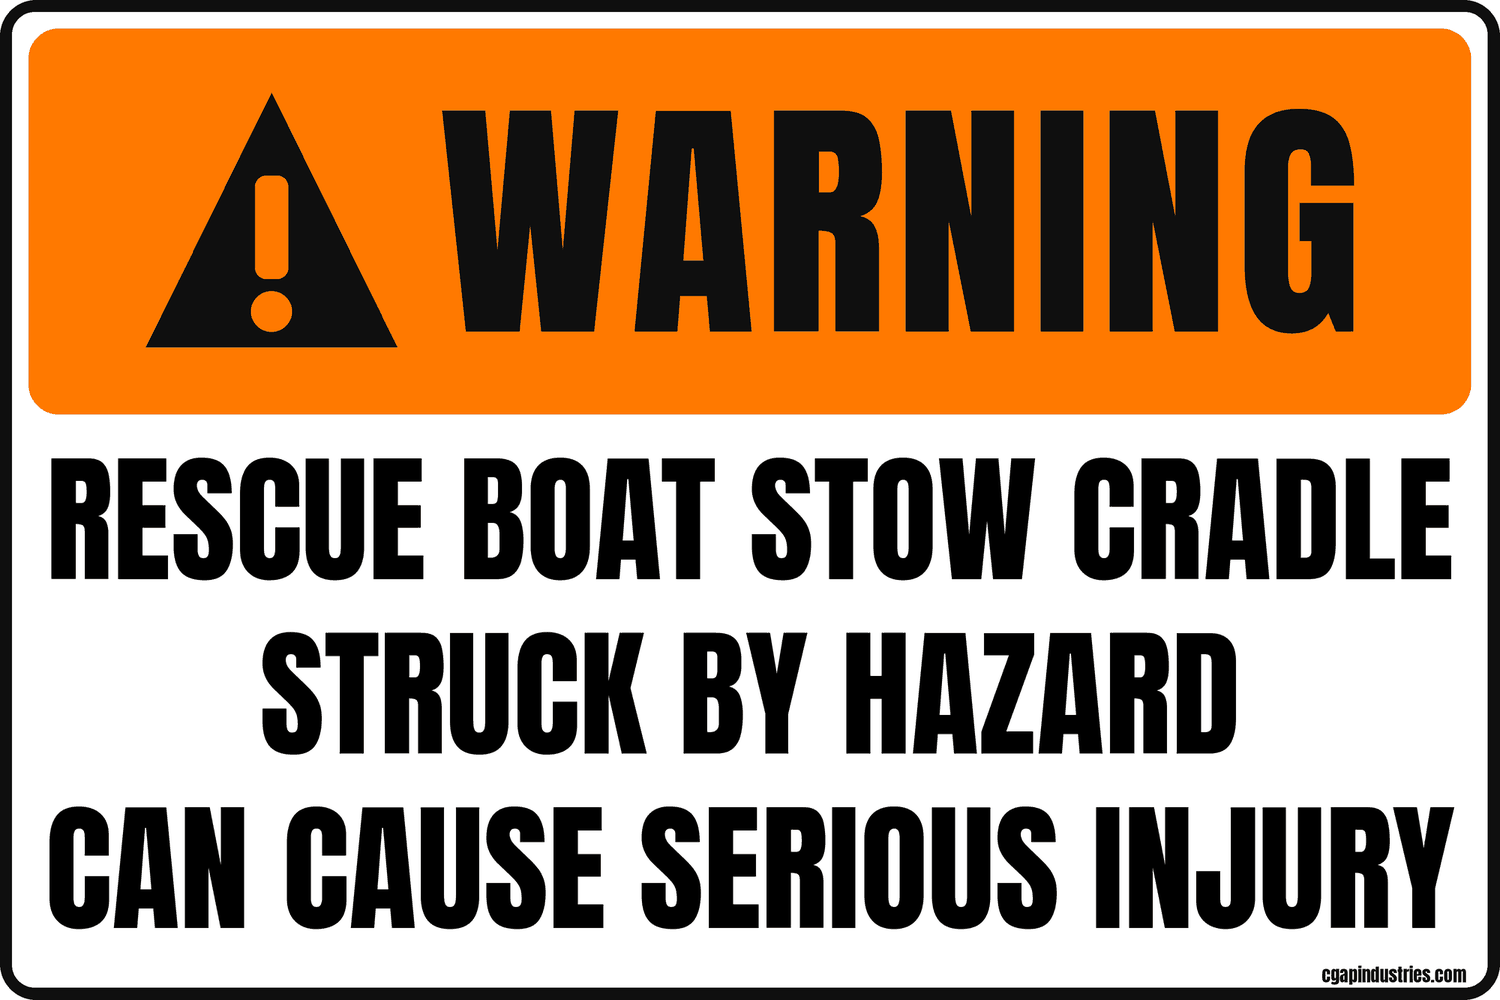 WARNING
RESCUE BOAT STOW CRADLE
STRUCK BY HAZARD
CAN CAUSE SERIOUS INJURY
cgapindustries.com